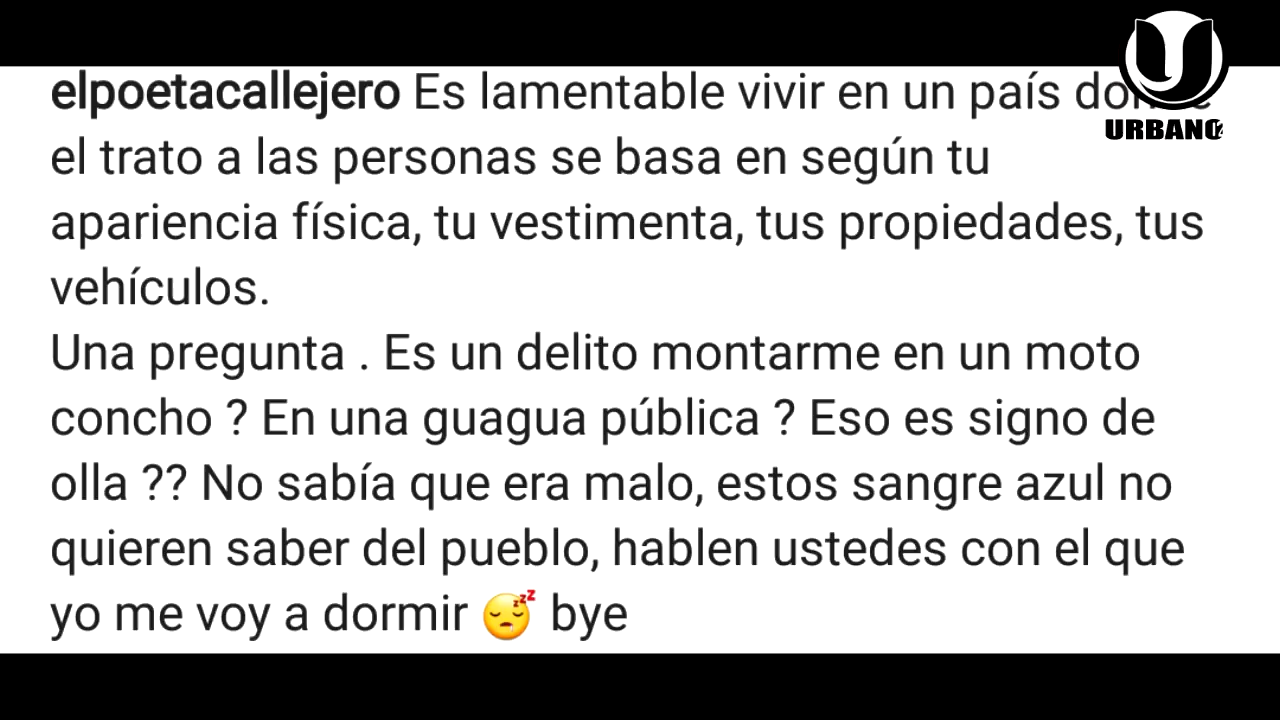 elpoetacallejero Es lamentable vivir en un país
el trato a las personas se basa en según tu
apariencia física, tu vestimenta, tus propiedades, tus
vehículos.
Una pregunta . Es un delito montarme en un moto
concho ? En una guagua pública ? Eso es signo de
olla ?? No sabía que era malo, estos sangre azul no
quieren saber del pueblo, hablen ustedes con el que
yo me voy a dormir 😴 bye
URBANO